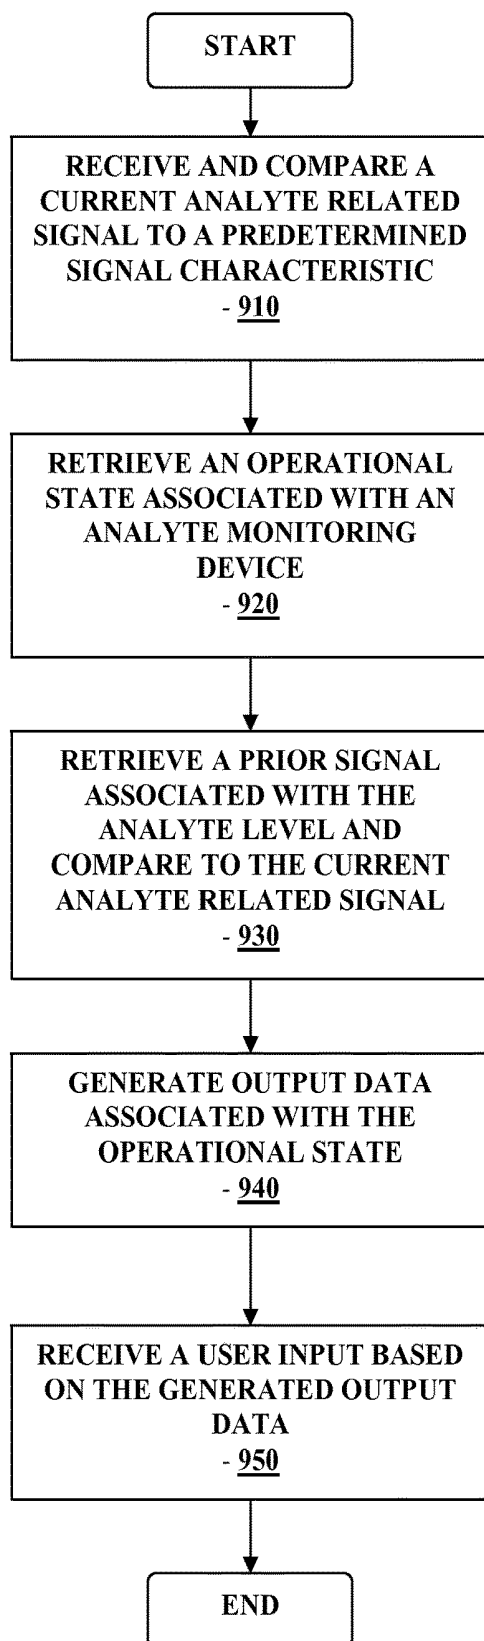 START
RECEIVE AND COMPARE A
CURRENT ANALYTE RELATED
SIGNAL TO A PREDETERMINED
SIGNAL CHARACTERISTIC
- 910
RETRIEVE AN OPERATIONAL
STATE ASSOCIATED WITH AN
ANALYTE MONITORING
DEVICE
- 920
RETRIEVE A PRIOR SIGNAL
ASSOCIATED WITH THE
ANALYTE LEVEL AND
COMPARE TO THE CURRENT
ANALYTE RELATED SIGNAL
- 930
GENERATE OUTPUT DATA
ASSOCIATED WITH THE
OPERATIONAL STATE
- 940
RECEIVE A USER INPUT BASED
ON THE GENERATED OUTPUT
DATA
- 950
END